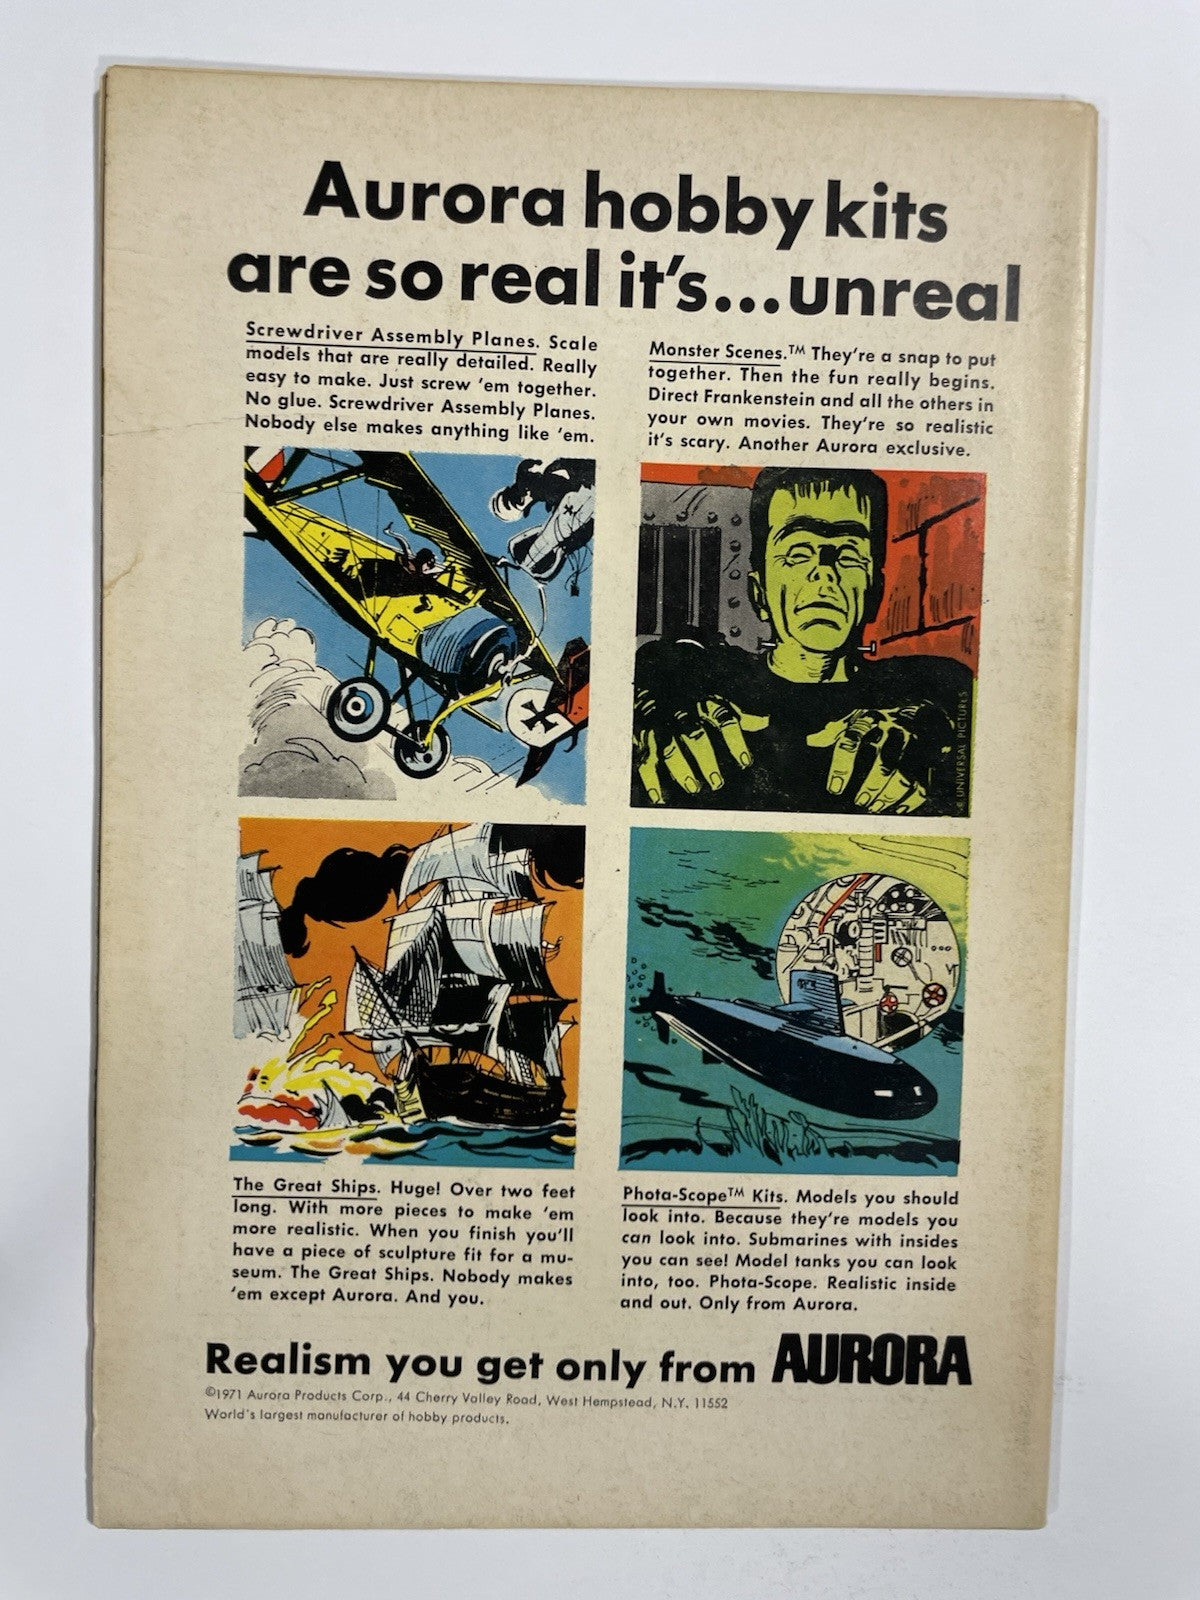 Aurora hobby kits
are so real it's...unreal
Screwdriver Assembly Planes. Scale
models that are really detailed. Really
easy to make. Just screw 'em together.
No glue. Screwdriver Assembly Planes.
Nobody else makes anything like 'em.
Monster Scenes.™ They're a snap to put
together. Then the fun really begins.
Direct Frankenstein and all the others in
your own movies. They're so realistic
it's scary. Another Aurora exclusive.
© UNIVERSAL PICTURES
The Great Ships. Huge! Over two feet
long. With more pieces to make 'em
more realistic. When you finish you'll
have a piece of sculpture fit for a mu-
seum. The Great Ships. Nobody makes
'em except Aurora. And you.
Phota-Scope™ Kits. Models you should
look into. Because they're models you
can look into. Submarines with insides
you can see! Model tanks you can look
into, too. Phota-Scope. Realistic inside
and out. Only from Aurora.
Realism you get only from AURORA
©1971 Aurora Products Corp., 44 Cherry Valley Road, West Hempstead, N.Y. 11552
World's largest manufacturer of hobby products.